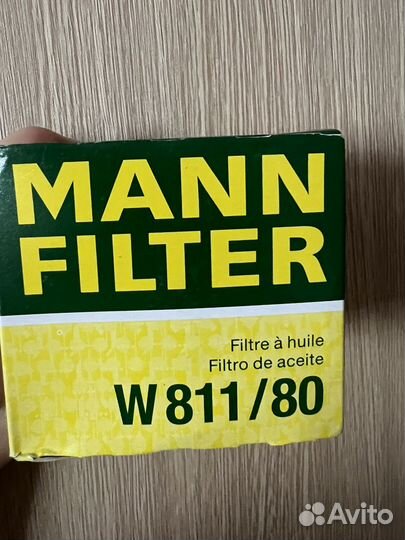 MANN
FILTER
Filtre à huile
Filtro de aceite
W 811/80
Avito